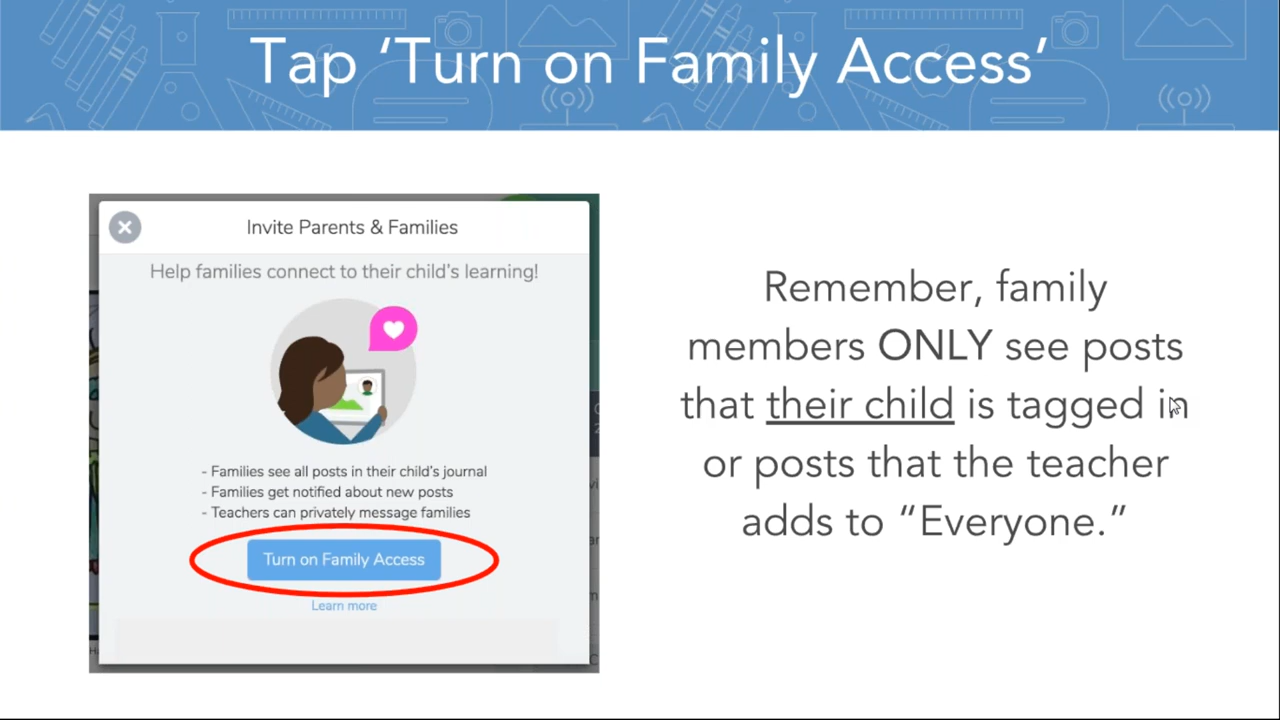 Tap ‘Turn on Family Access’
Invite Parents & Families
Help families connect to their child’s learning!
- Families see all posts in their child’s journal
- Families get notified about new posts
- Teachers can privately message families
Turn on Family Access
Learn more
Remember, family
members ONLY see posts
that their child is tagged in
or posts that the teacher
adds to “Everyone.”